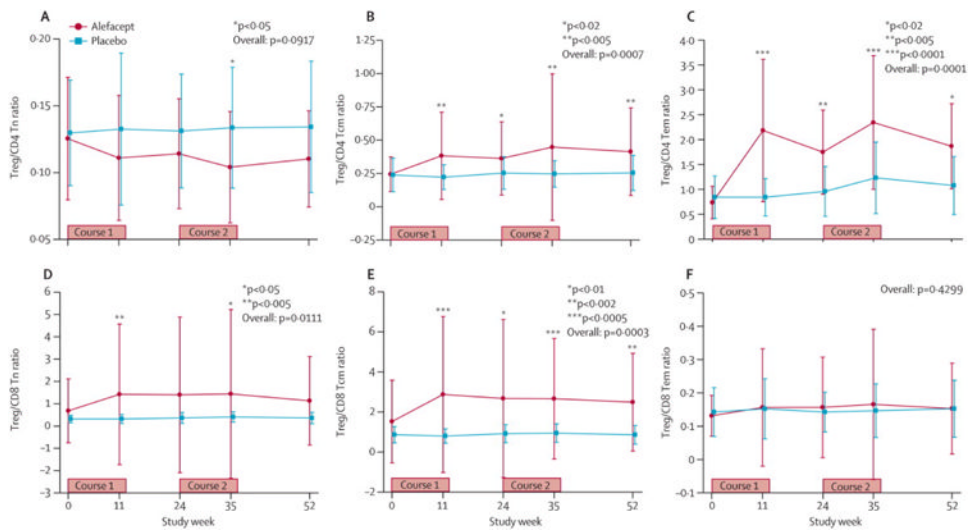 A
Alefacept
Placebo
*p<0·05
Overall: p=0·0917
*
Treg/CD4 Tn ratio
0·20
0·15
0·10
0·05
Course 1
Course 2
B
*p<0·02
**p<0·005
Overall: p=0·0007
**
*
**
**
Treg/CD4 Tcm ratio
1·25
1·00
0·75
0·50
0·25
0
−0·25
Course 1
Course 2
C
*p<0·02
**p<0·005
***p<0·0001
Overall: p=0·0001
***
**
***
*
Treg/CD4 Tem ratio
4·0
3·5
3·0
2·5
2·0
1·5
1·0
0·5
0
Course 1
Course 2
D
*p<0·05
**p<0·005
Overall: p=0·0111
**
*
Treg/CD8 Tn ratio
8
6
5
4
3
2
1
0
−1
−2
−3
Course 1
Course 2
0 11 24 35 52
Study week
E
*p<0·01
**p<0·002
***p<0·0005
Overall: p=0·0003
***
*
***
**
Treg/CD8 Tcm ratio
8
6
4
2
0
−2
Course 1
Course 2
0 11 24 35 52
Study week
F
Overall: p=0·4299
Treg/CD8 Tem ratio
0·5
0·4
0·3
0·2
0·1
0
−0·1
Course 1
Course 2
0 11 24 35 52
Study week